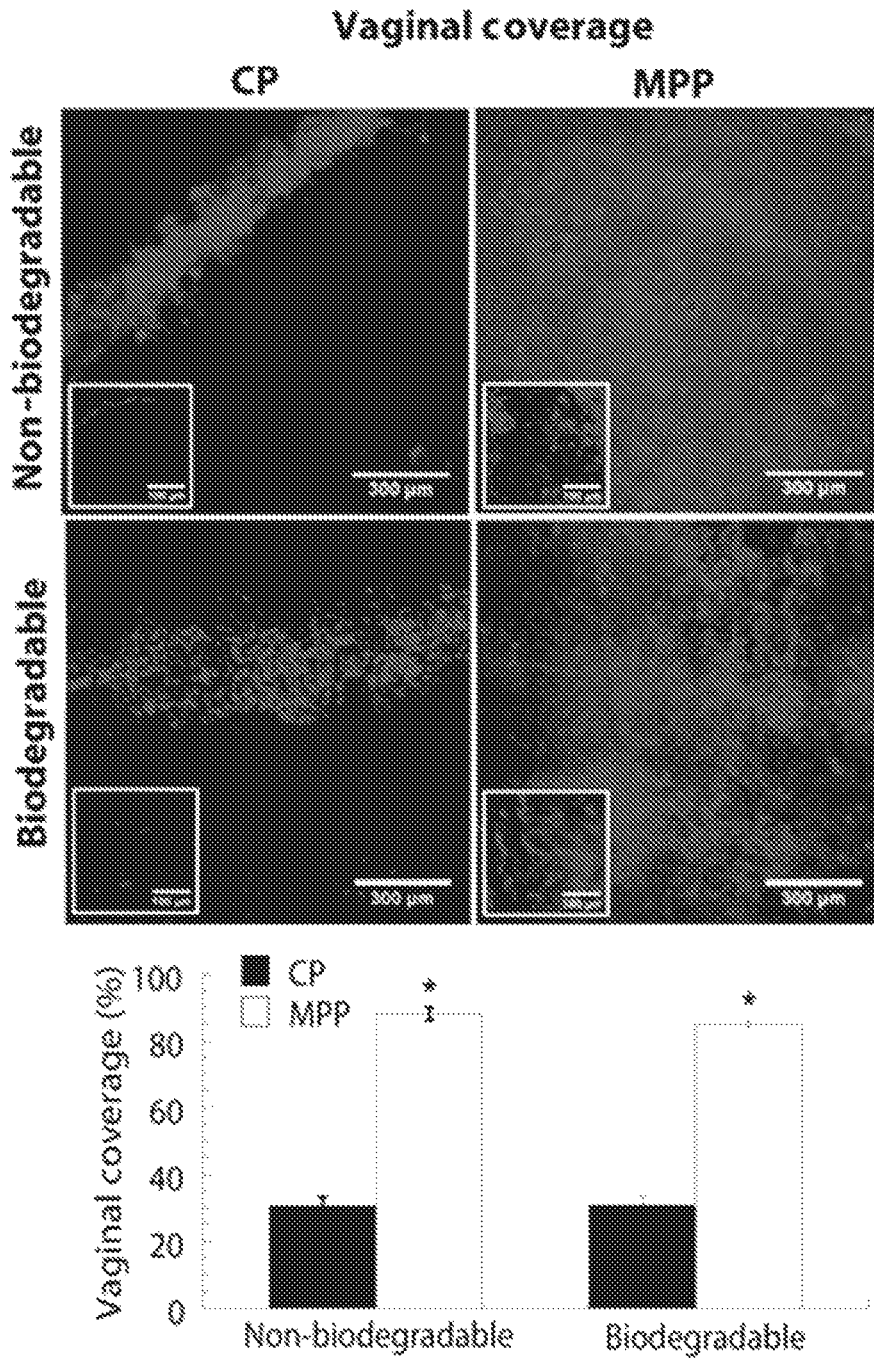 Vaginal coverage
CP
MPP
Non-biodegradable
300 µm
300 µm
Biodegradable
300 µm
300 µm
Vaginal coverage (%)
100
80
60
40
20
0
CP
MPP
*
*
Non-biodegradable
Biodegradable